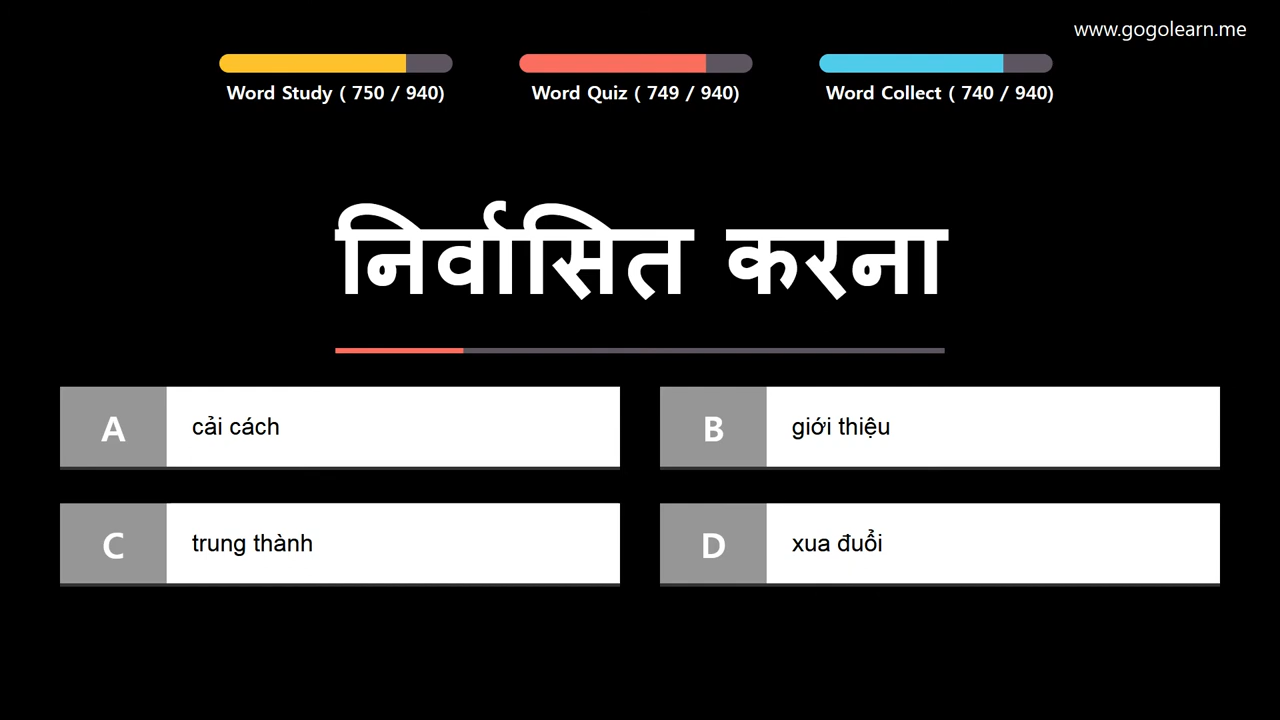 www.gogolearn.me
Word Study ( 750 / 940)
Word Quiz ( 749 / 940)
Word Collect ( 740 / 940)
निर्वासित करना
A
cải cách
B
giới thiệu
C
trung thành
D
xua đuổi